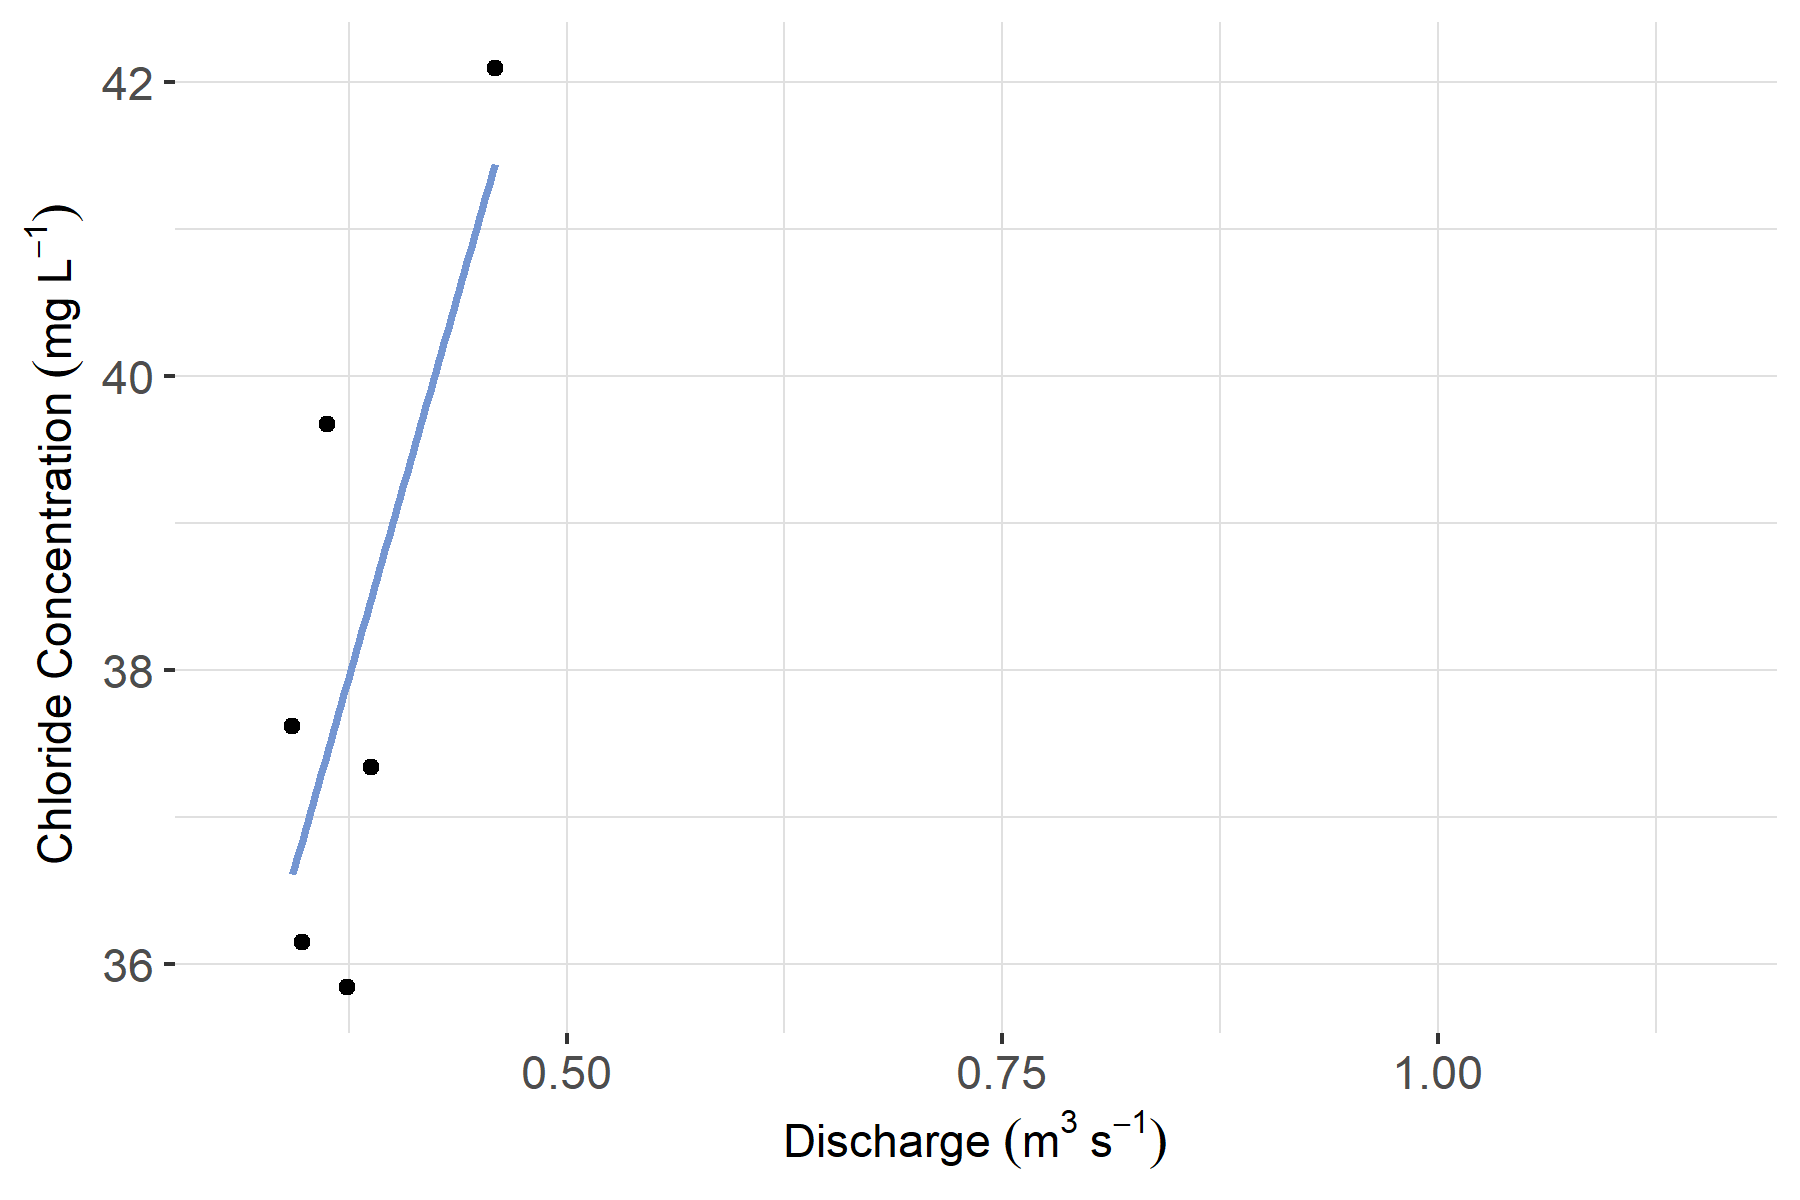 Chloride Concentration (mg L⁻¹)
42
40
38
36
0.50 0.75 1.00
Discharge (m³ s⁻¹)